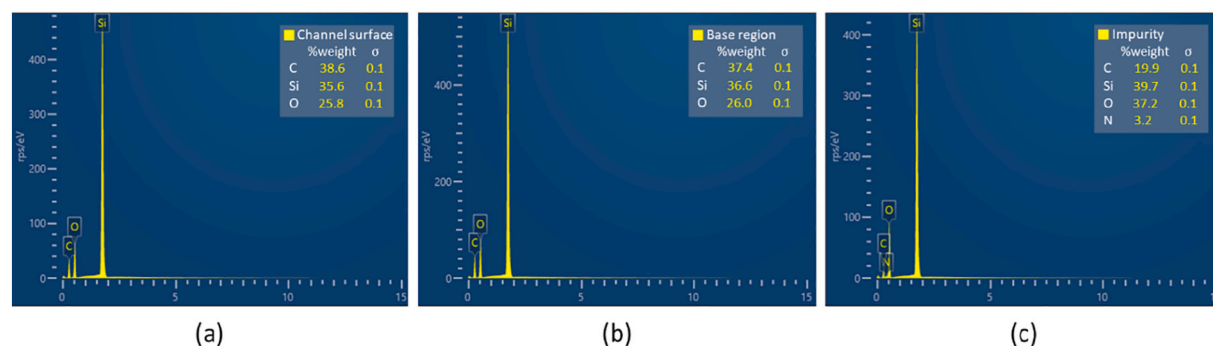 Si
Channel surface
%weight σ
C 38.6 0.1
Si 35.6 0.1
O 25.8 0.1
400
300
200
100
0
rps/eV
C
O
0 5 10 15
(a)
Si
Base region
%weight σ
C 37.4 0.1
Si 36.6 0.1
O 26.0 0.1
400
200
0
rps/eV
C
O
0 5 10 15
(b)
Si
Impurity
%weight σ
C 19.9 0.1
Si 39.7 0.1
O 37.2 0.1
N 3.2 0.1
400
300
200
100
0
rps/eV
O
C
N
0 5 10 15
(c)